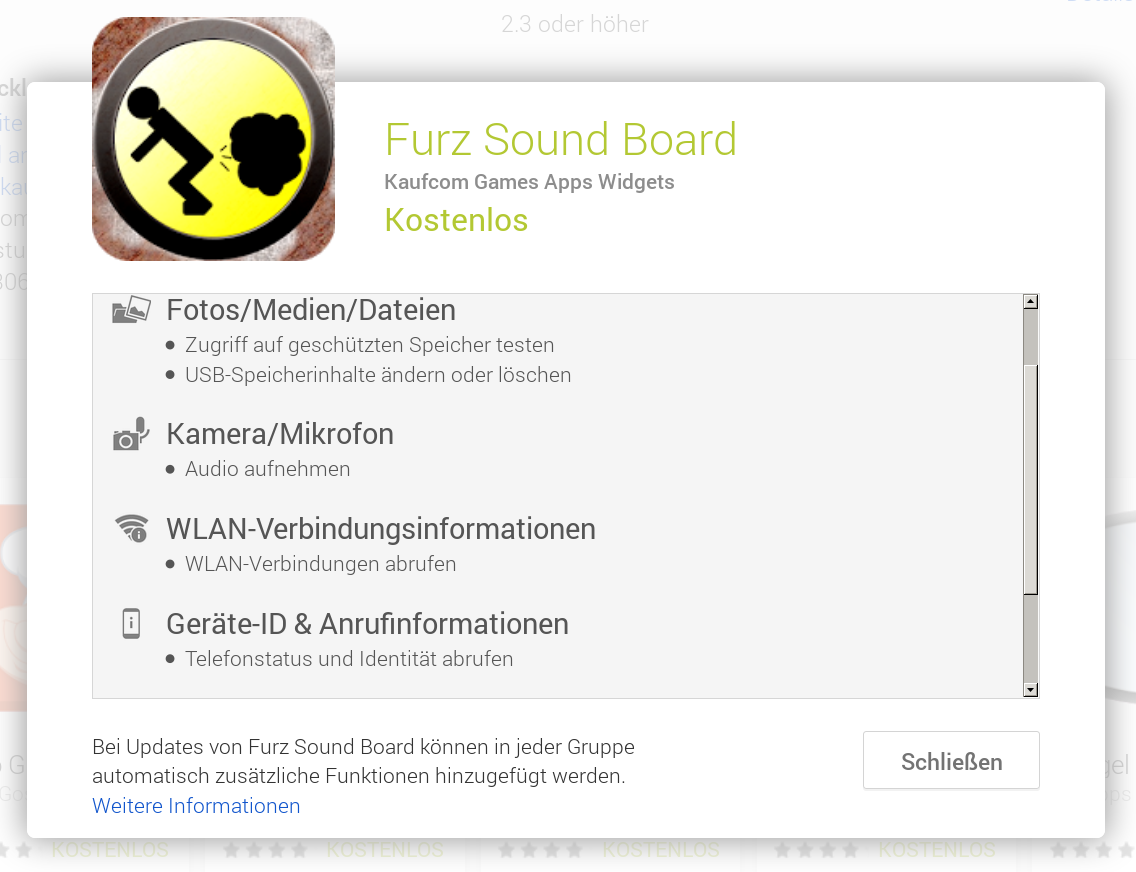 2.3 oder höher
Furz Sound Board
Kaufcom Games Apps Widgets
Kostenlos
Fotos/Medien/Dateien
• Zugriff auf geschützten Speicher testen
• USB-Speicherinhalte ändern oder löschen
Kamera/Mikrofon
• Audio aufnehmen
WLAN-Verbindungsinformationen
• WLAN-Verbindungen abrufen
Geräte-ID & Anrufinformationen
• Telefonstatus und Identität abrufen
Bei Updates von Furz Sound Board können in jeder Gruppe
automatisch zusätzliche Funktionen hinzugefügt werden.
Weitere Informationen
Schließen
KOSTENLOS KOSTENLOS KOSTENLOS KOSTENLOS